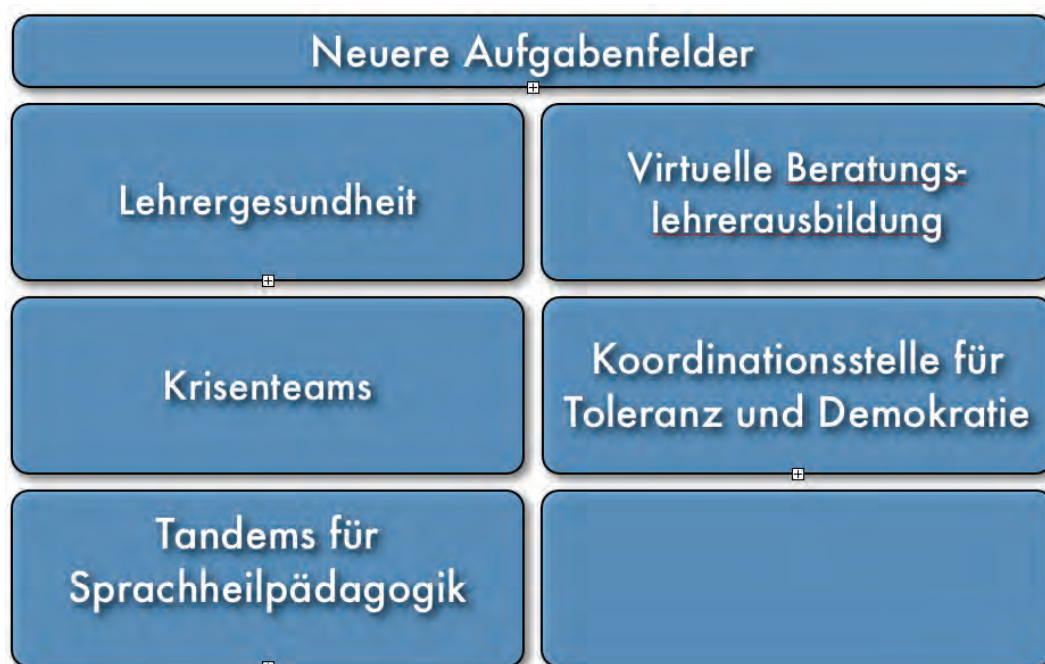 Neuere Aufgabenfelder
Lehrergesundheit
Virtuelle Beratungs-
lehrerausbildung
Krisenteams
Koordinationsstelle für
Toleranz und Demokratie
Tandems für
Sprachheilpädagogik